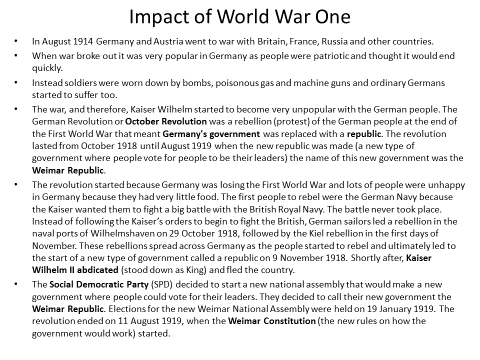 Impact of World War One
• In August 1914 Germany and Austria went to war with Britain, France, Russia and other countries.
• When war broke out it was very popular in Germany as people were patriotic and thought it would end
quickly.
• Instead soldiers were worn down by bombs, poisonous gas and machine guns and ordinary Germans
started to suffer too.
• The war, and therefore, Kaiser Wilhelm started to become very unpopular with the German people. The
German Revolution or October Revolution was a rebellion (protest) of the German people at the end of
the First World War that meant Germany's government was replaced with a republic. The revolution
lasted from October 1918 until August 1919 when the new republic was made (a new type of
government where people vote for people to be their leaders) the name of this new government was the
Weimar Republic.
• The revolution started because Germany was losing the First World War and lots of people were unhappy
in Germany because they had very little food. The first people to rebel were the German Navy because
the Kaiser wanted them to fight a big battle with the British Royal Navy. The battle never took place.
Instead of following the Kaiser's orders to begin to fight the British, German sailors led a rebellion in the
naval ports of Wilhelmshaven on 29 October 1918, followed by the Kiel rebellion in the first days of
November. These rebellions spread across Germany as the people started to rebel and ultimately led to
the start of a new type of government called a republic on 9 November 1918. Shortly after, Kaiser
Wilhelm II abdicated (stood down as King) and fled the country.
• The Social Democratic Party (SPD) decided to start a new national assembly that would make a new
government where people could vote for their leaders. They decided to call their new government the
Weimar Republic. Elections for the new Weimar National Assembly were held on 19 January 1919. The
revolution ended on 11 August 1919, when the Weimar Constitution (the new rules on how the
government would work) started.